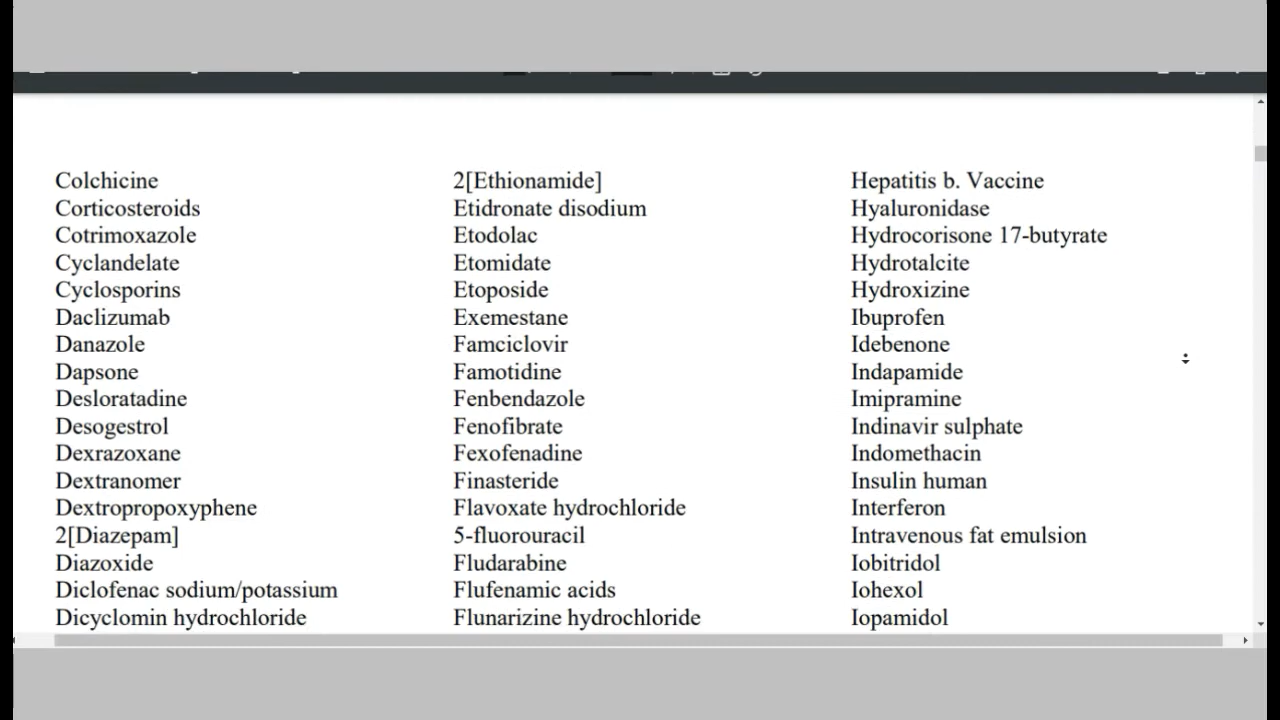 Colchicine
Corticosteroids
Cotrimoxazole
Cyclandelate
Cyclosporins
Daclizumab
Danazole
Dapsone
Desloratadine
Desogestrol
Dexrazoxane
Dextranomer
Dextropropoxyphene
2[Diazepam]
Diazoxide
Diclofenac sodium/potassium
Dicyclomin hydrochloride
2[Ethionamide]
Etidronate disodium
Etodolac
Etomidate
Etoposide
Exemestane
Famciclovir
Famotidine
Fenbendazole
Fenofibrate
Fexofenadine
Finasteride
Flavoxate hydrochloride
5-fluorouracil
Fludarabine
Flufenamic acids
Flunarizine hydrochloride
Hepatitis b. Vaccine
Hyaluronidase
Hydrocorisone 17-butyrate
Hydrotalcite
Hydroxizine
Ibuprofen
Idebenone
Indapamide
Imipramine
Indinavir sulphate
Indomethacin
Insulin human
Interferon
Intravenous fat emulsion
Iobitridol
Iohexol
Iopamidol